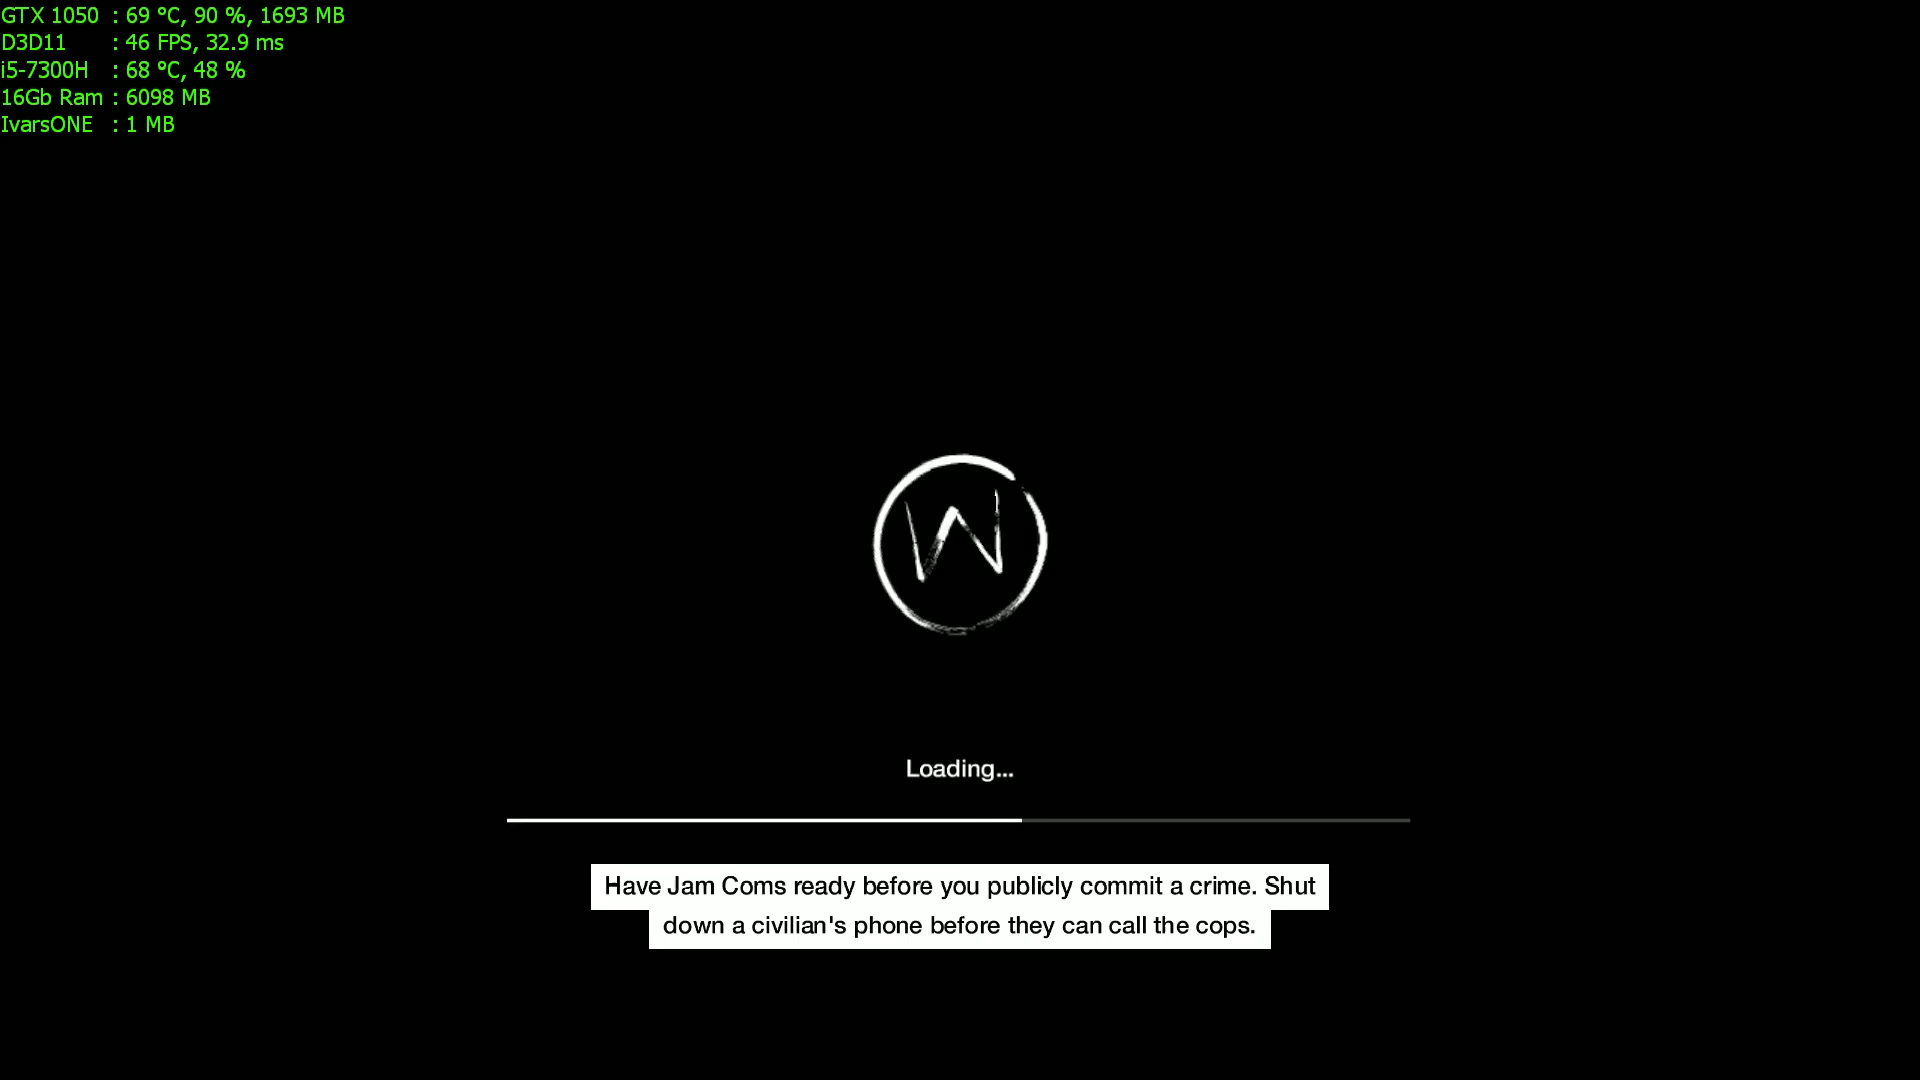 GTX 1050 : 69 °C, 90 %, 1693 MB
D3D11 : 46 FPS, 32.9 ms
i5-7300H : 68 °C, 48 %
16Gb Ram : 6098 MB
IvarsONE : 1 MB
W
Loading...
Have Jam Coms ready before you publicly commit a crime. Shut
down a civilian's phone before they can call the cops.